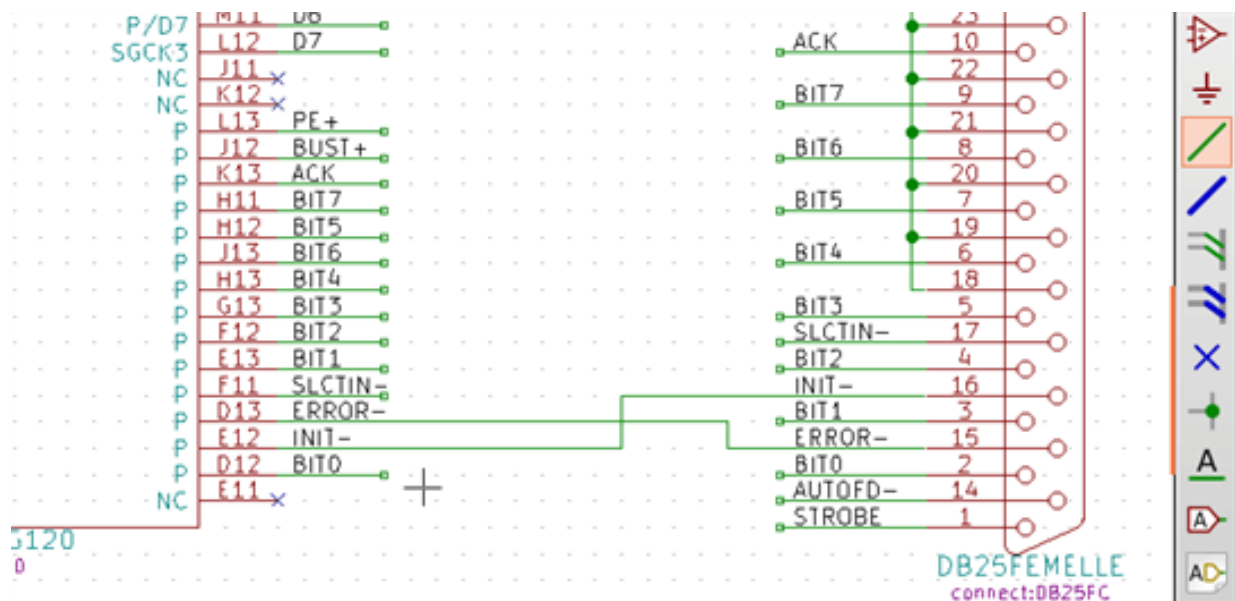 P/D7 M11 D6
SGCK3 L12 D7
NC J11
NC K12
P L13 PE+
P J12 BUST+
P K13 ACK
P H11 BIT7
P H12 BIT5
P J13 BIT6
P H13 BIT4
P G13 BIT3
P F12 BIT2
P E13 BIT1
P F11 SLCTIN-
P D13 ERROR-
P E12 INIT-
P D12 BIT0
NC E11
G120
D
23
ACK 10
22
BIT7 9
21
BIT6 8
20
BIT5 7
19
BIT4 6
18
BIT3 5
SLCTIN- 17
BIT2 4
INIT- 16
BIT1 3
ERROR- 15
BIT0 2
AUTOFD- 14
STROBE 1
DB25FEMELLE
connect:DB25FC
A
A
AD